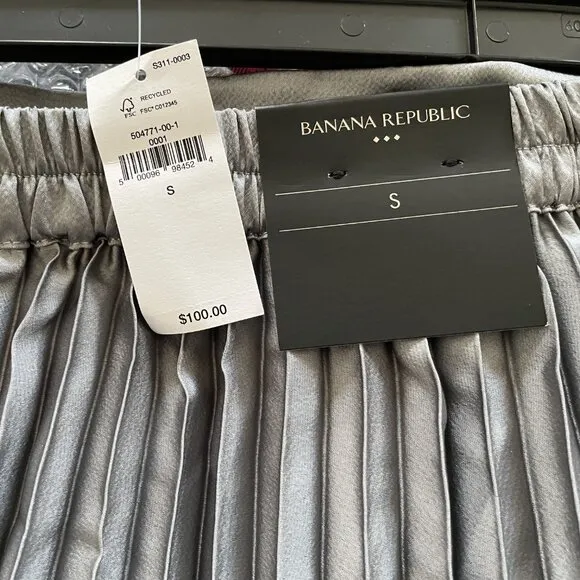 S311-0003
RECYCLED
FSC FSC® C012345
504771-00-1
0001
5 00096 98452 4
S
$100.00
BANANA REPUBLIC
S